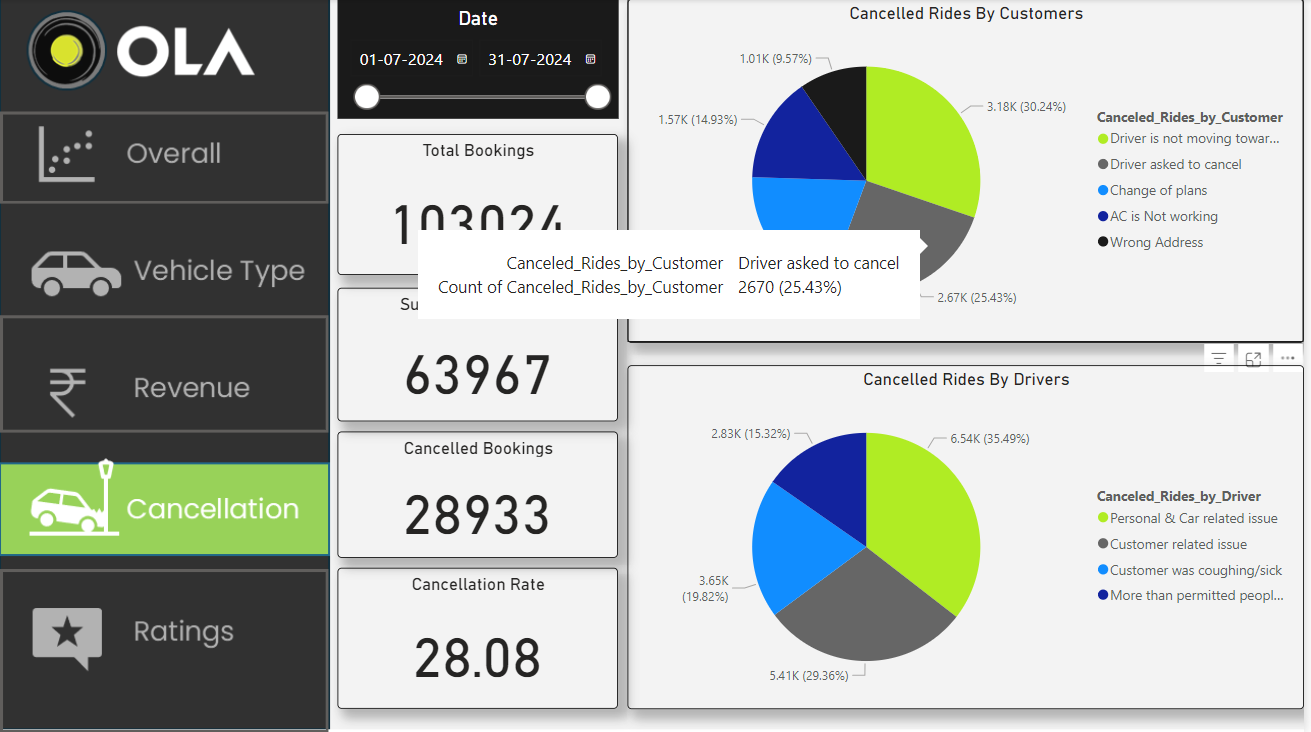 OLA
Overall
Vehicle Type
Revenue
Cancellation
Ratings
Date
01-07-2024 31-07-2024
Total Bookings
103024
Su
63967
Cancelled Bookings
28933
Cancellation Rate
28.08
Cancelled Rides By Customers
1.01K (9.57%)
3.18K (30.24%)
1.57K (14.93%)
2.67K (25.43%)
Canceled_Rides_by_Customer Driver asked to cancel
Count of Canceled_Rides_by_Customer 2670 (25.43%)
Canceled_Rides_by_Customer
Driver is not moving towar...
Driver asked to cancel
Change of plans
AC is Not working
Wrong Address
Cancelled Rides By Drivers
2.83K (15.32%)
6.54K (35.49%)
3.65K
(19.82%)
5.41K (29.36%)
Canceled_Rides_by_Driver
Personal & Car related issue
Customer related issue
Customer was coughing/sick
More than permitted peopl...